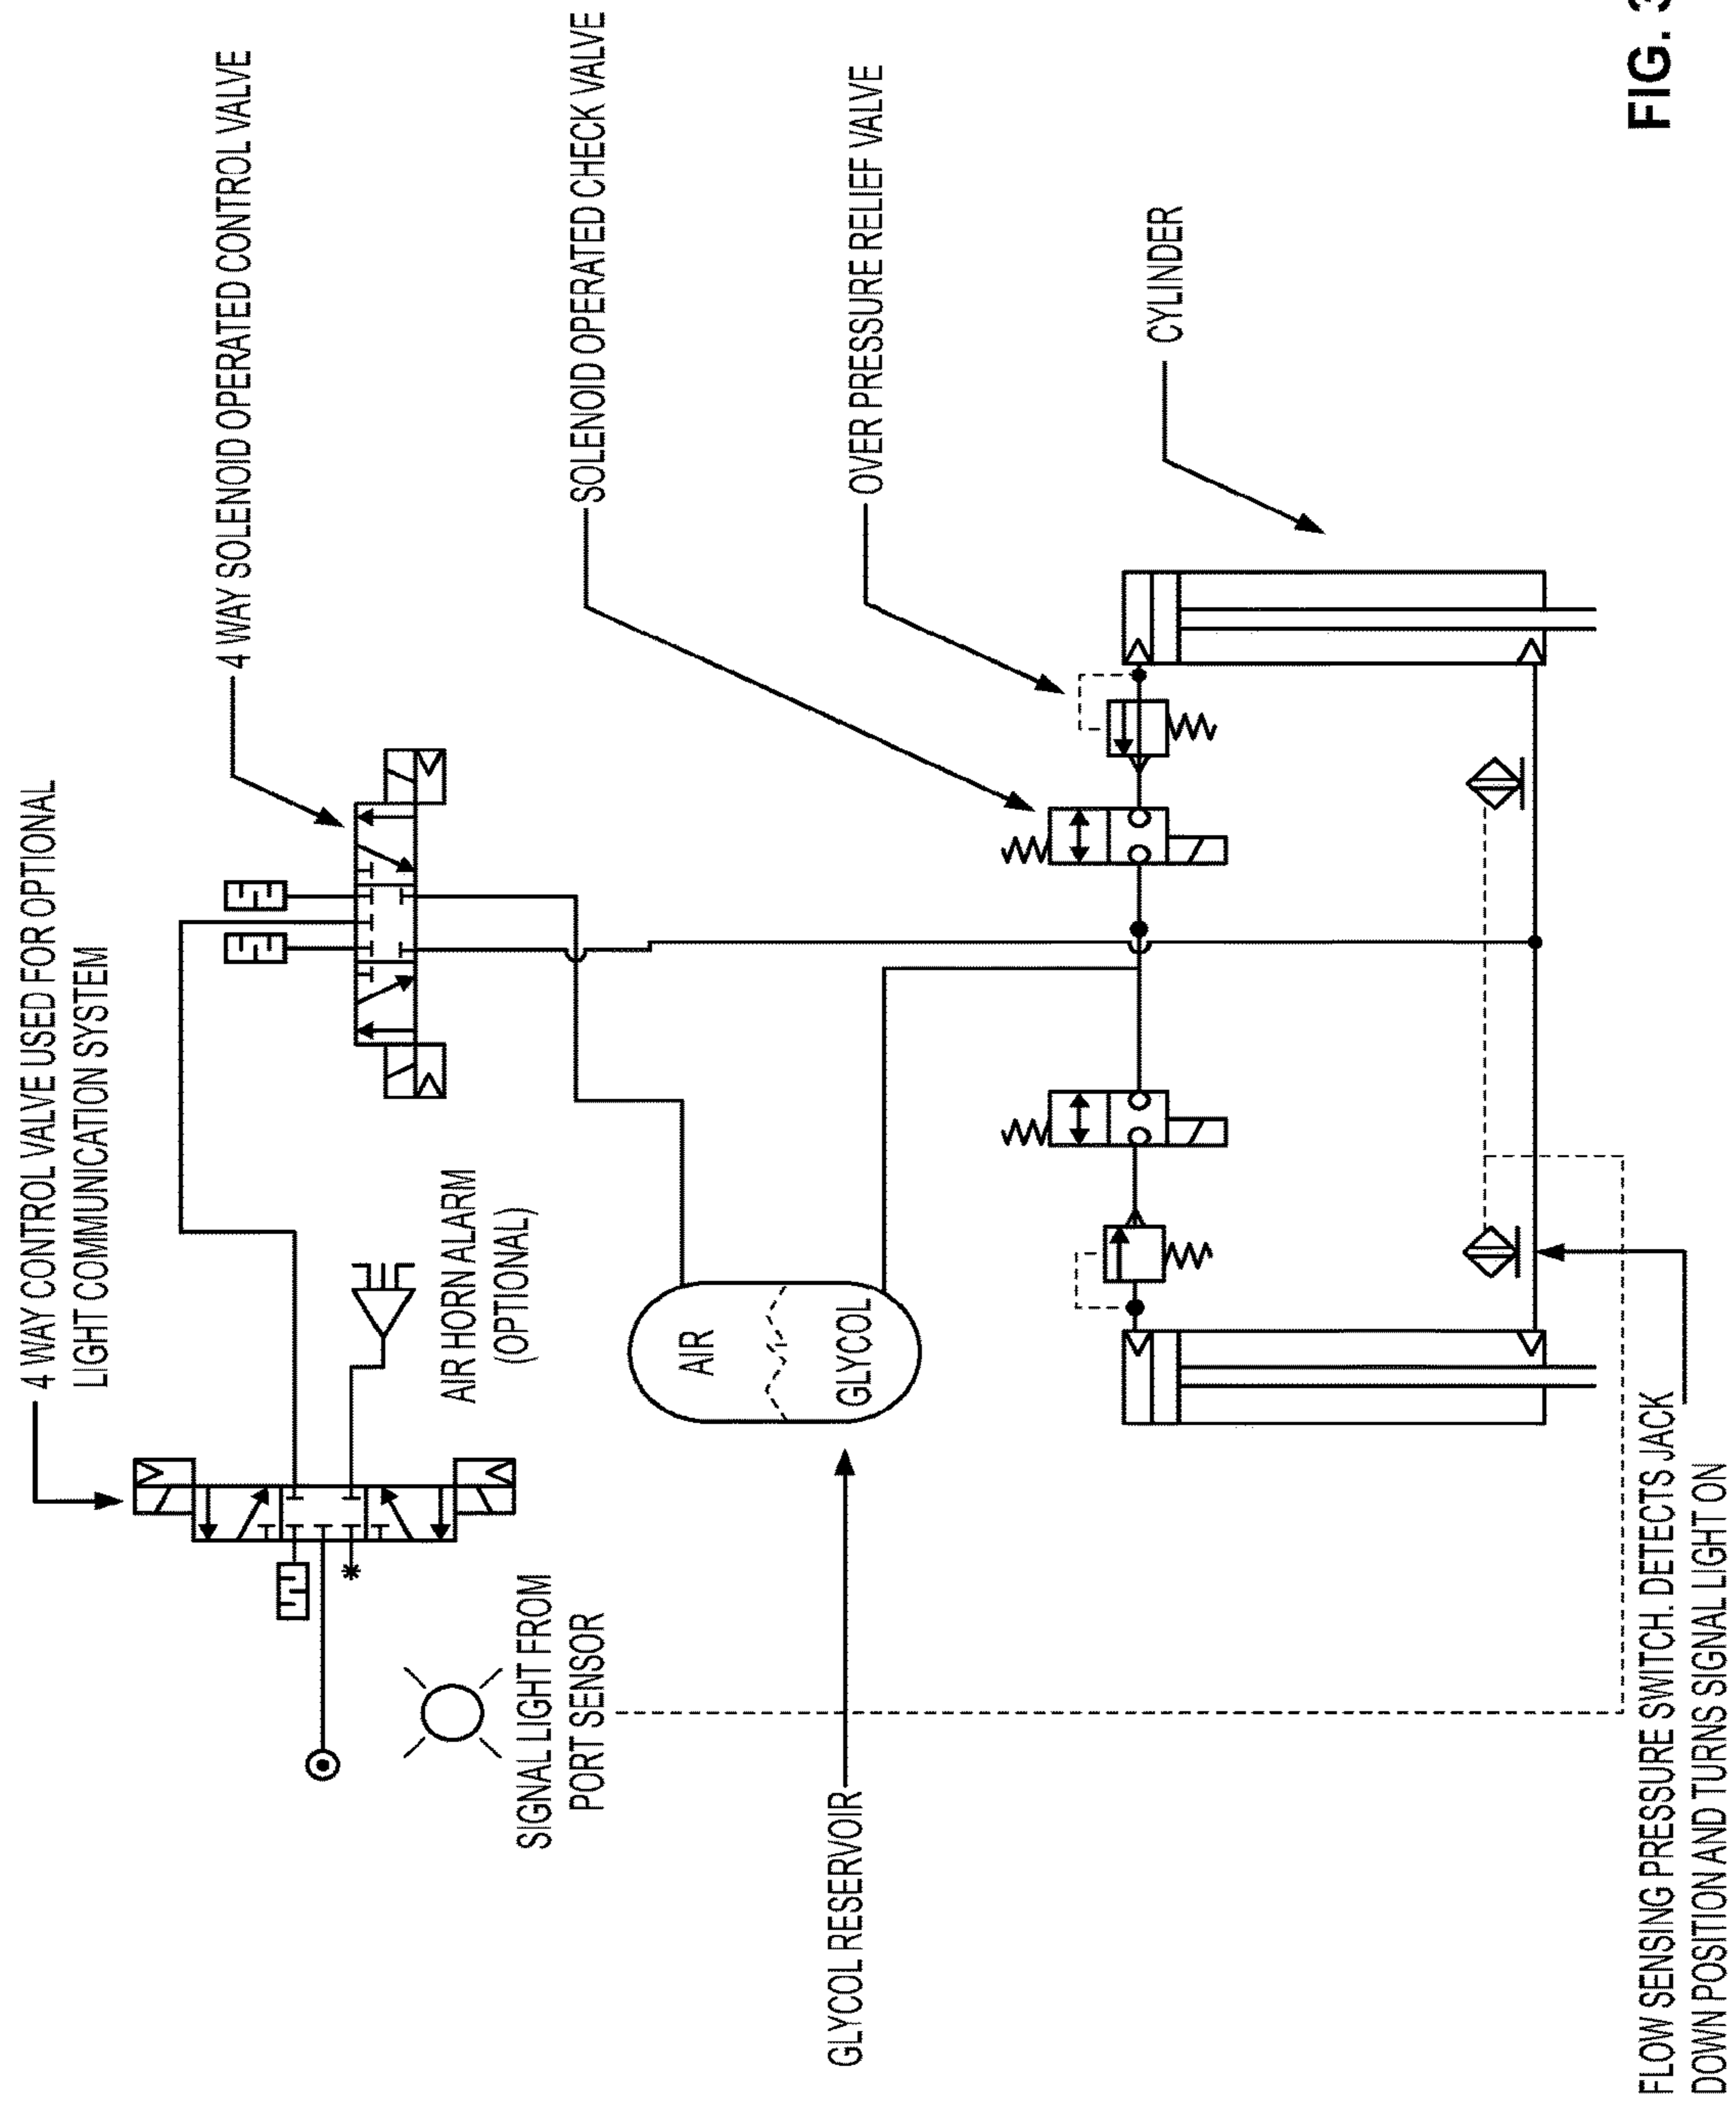 4 WAY CONTROL VALVE USED FOR OPTIONAL
LIGHT COMMUNICATION SYSTEM
4 WAY SOLENOID OPERATED CONTROL VALVE
AIR HORN ALARM
(OPTIONAL)
SIGNAL LIGHT FROM
PORT SENSOR
SOLENOID OPERATED CHECK VALVE
AIR
GLYCOL
GLYCOL RESERVOIR
OVER PRESSURE RELIEF VALVE
CYLINDER
FLOW SENSING PRESSURE SWITCH. DETECTS JACK
DOWN POSITION AND TURNS SIGNAL LIGHT ON
FIG. 3